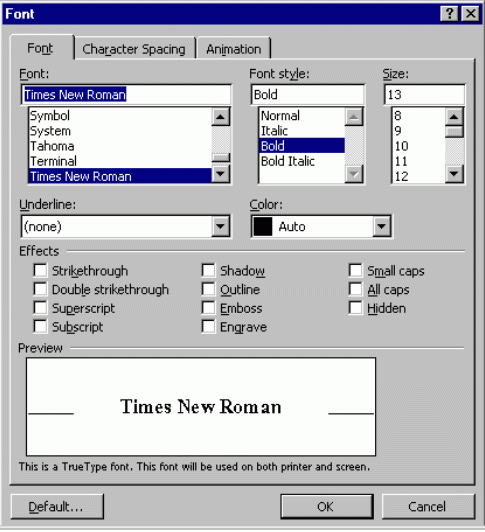 Font
Font Character Spacing Animation
Font: Font style: Size:
Times New Roman Bold 13
Symbol Normal 8
System Italic 9
Tahoma Bold 10
Terminal Bold Italic 11
Times New Roman 12
Underline: Color:
(none) Auto
Effects
Strikethrough Shadow Small caps
Double strikethrough Outline All caps
Superscript Emboss Hidden
Subscript Engrave
Preview
Times New Roman
This is a TrueType font. This font will be used on both printer and screen.
Default... OK Cancel